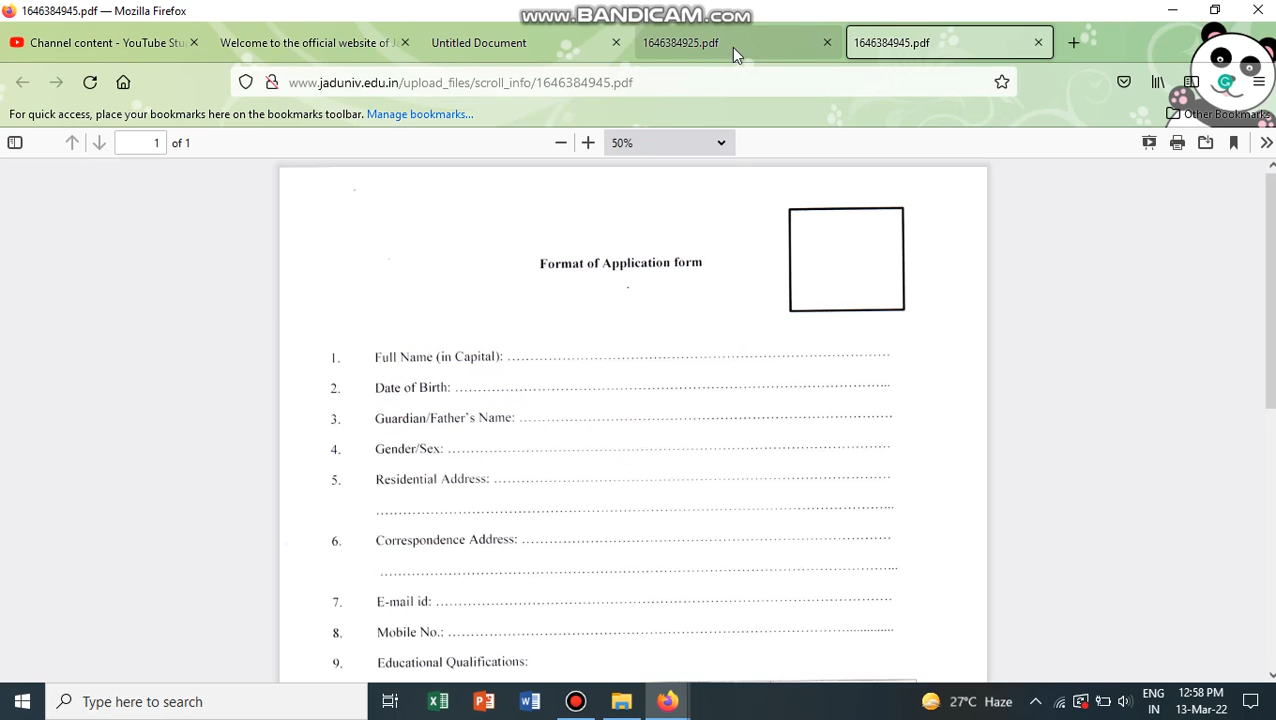 1646384945.pdf — Mozilla Firefox
www.BANDICAM.com
Channel content - YouTube Stu
Welcome to the official website of J
Untitled Document
1646384925.pdf
1646384945.pdf
www.jaduniv.edu.in/upload_files/scroll_info/1646384945.pdf
For quick access, place your bookmarks here on the bookmarks toolbar. Manage bookmarks...
Other Bookmarks
1 of 1
50%
Format of Application form
1. Full Name (in Capital):
2. Date of Birth:
3. Guardian/Father's Name:
4. Gender/Sex:
5. Residential Address:
6. Correspondence Address:
7. E-mail id:
8. Mobile No.:
9. Educational Qualifications:
Type here to search
27°C Haze
ENG
IN
12:58 PM
13-Mar-22